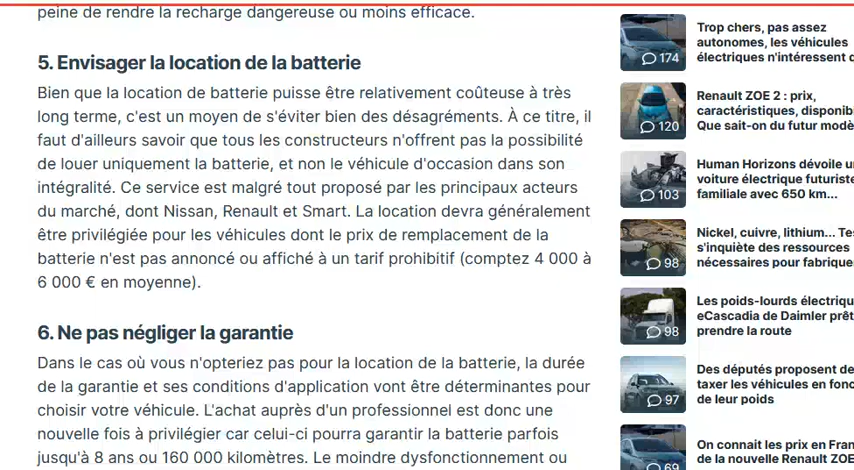 peine de rendre la recharge dangereuse ou moins efficace.
5. Envisager la location de la batterie
Bien que la location de batterie puisse être relativement coûteuse à très
long terme, c'est un moyen de s'éviter bien des désagréments. À ce titre, il
faut d'ailleurs savoir que tous les constructeurs n'offrent pas la possibilité
de louer uniquement la batterie, et non le véhicule d'occasion dans son
intégralité. Ce service est malgré tout proposé par les principaux acteurs
du marché, dont Nissan, Renault et Smart. La location devra généralement
être privilégiée pour les véhicules dont le prix de remplacement de la
batterie n'est pas annoncé ou affiché à un tarif prohibitif (comptez 4 000 à
6 000 € en moyenne).
6. Ne pas négliger la garantie
Dans le cas où vous n'opteriez pas pour la location de la batterie, la durée
de la garantie et ses conditions d'application vont être déterminantes pour
choisir votre véhicule. L'achat auprès d'un professionnel est donc une
nouvelle fois à privilégier car celui-ci pourra garantir la batterie parfois
jusqu'à 8 ans ou 160 000 kilomètres. Le moindre dysfonctionnement ou
174
Trop chers, pas assez
autonomes, les véhicules
électriques n'intéressent
120
Renault ZOE 2 : prix,
caractéristiques,
Que sait-on du futur
103
Human Horizons dévoile
voiture électrique futuriste
familiale avec 650 km...
98
Nickel, cuivre, lithium...
s'inquiète des ressources
nécessaires pour
98
Les poids-lourds
eCascadia de Daimler
prendre la route
97
Des députés proposent
taxer les véhicules en
de leur poids
69
On connait les prix en
de la nouvelle Renault ZOE